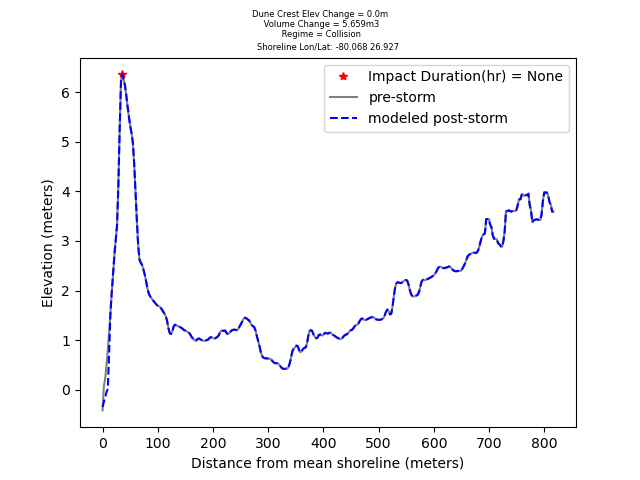 Dune Crest Elev Change = 0.0m
Volume Change = 5.659m3
Regime = Collision
Shoreline Lon/Lat: -80.068 26.927
Impact Duration(hr) = None
pre-storm
modeled post-storm
Elevation (meters)
6
5
4
3
2
1
0
0 100 200 300 400 500 600 700 800
Distance from mean shoreline (meters)